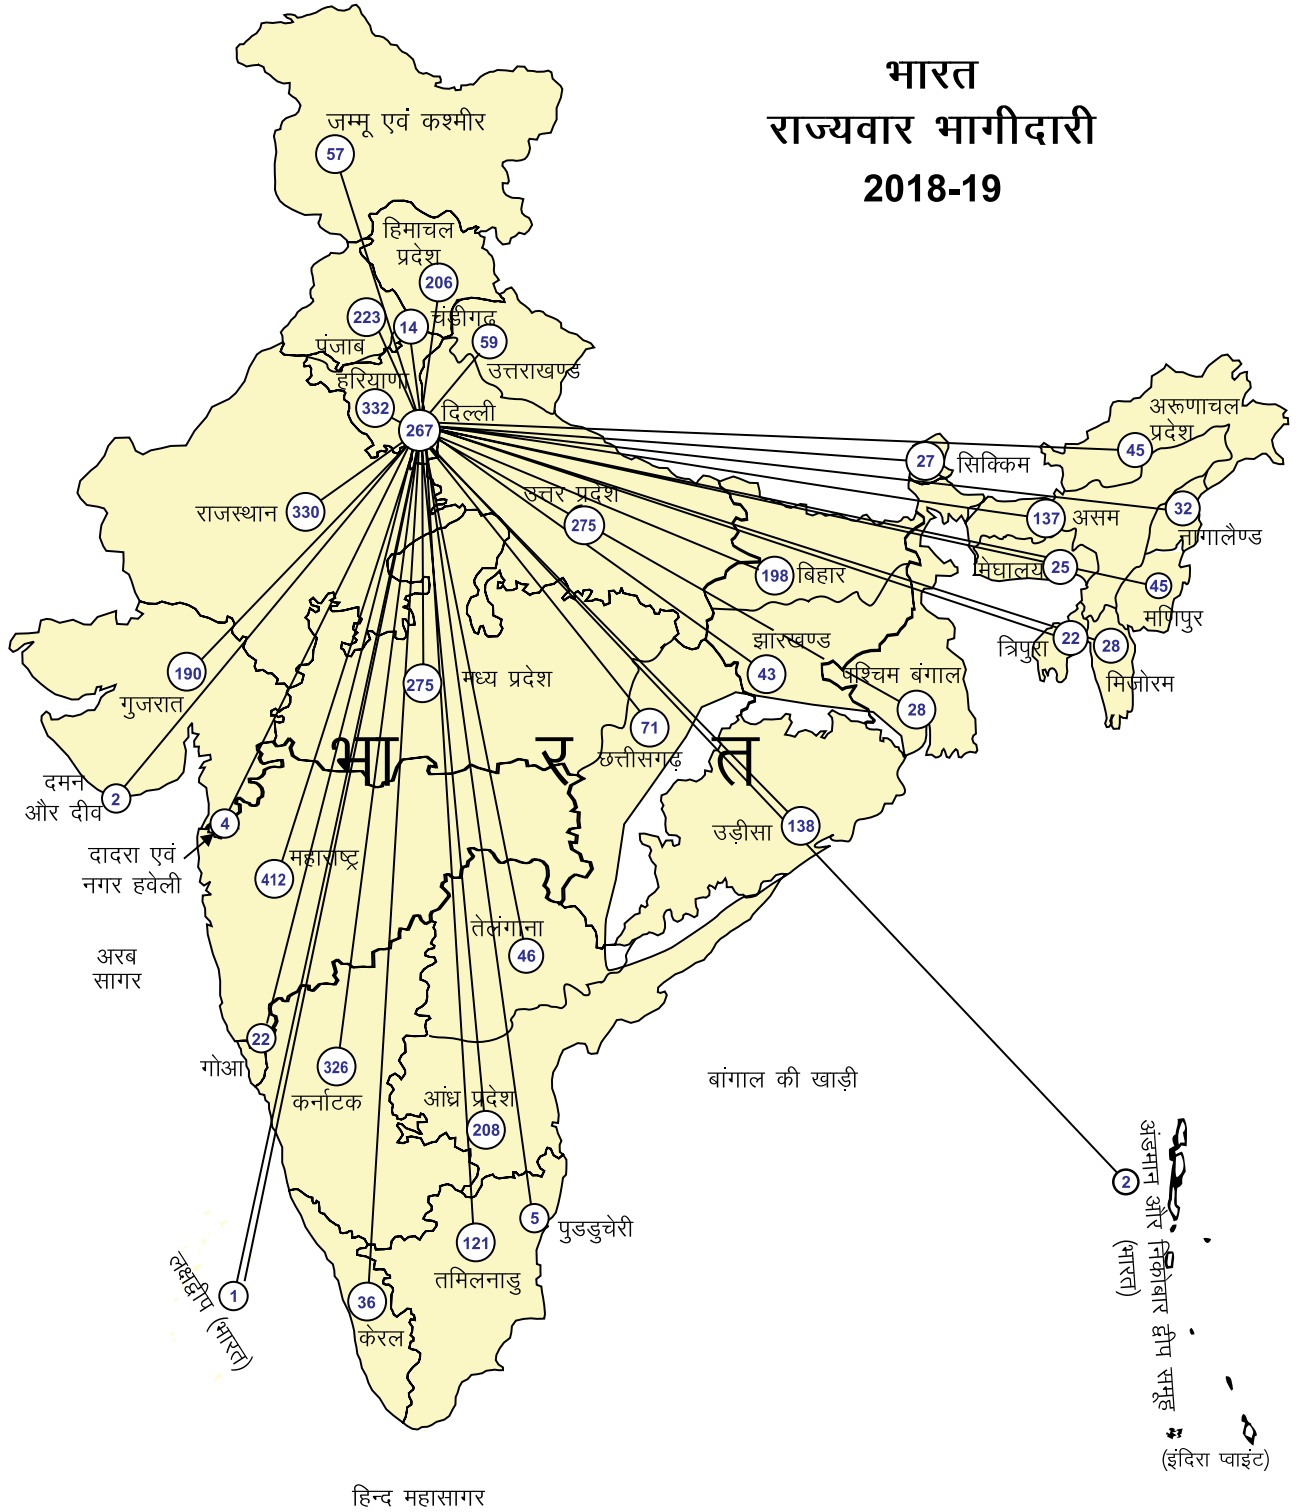 भारत
राज्यवार भागीदारी
2018-19
जम्मू एवं कश्मीर
57
हिमाचल
प्रदेश
206
223
14
चंडीगढ़
पंजाब
59
उत्तराखण्ड
हरियाणा
332
दिल्ली
267
अरूणाचल
प्रदेश
45
27
सिक्किम
राजस्थान
330
उत्तर प्रदेश
275
137
असम
32
नागालैण्ड
198
बिहार
मेघालय
25
45
मणिपुर
त्रिपुरा
22
28
मिजोरम
झारखण्ड
43
पश्चिम बंगाल
28
190
गुजरात
275
मध्य प्रदेश
71
छत्तीसगढ़
भा र त
दमन
और दीव
2
4
दादरा एवं
नगर हवेली
महाराष्ट्र
412
उड़ीसा
138
तेलंगाना
46
अरब
सागर
22
गोआ
326
कर्नाटक
आंध्र प्रदेश
208
बांगाल की खाड़ी
2
अंडमान और निकोबार द्वीप समूह
(भारत)
5
पुडडुचेरी
121
तमिलनाडु
1
लक्षद्वीप (भारत)
36
केरल
(इंदिरा प्वाइंट)
हिन्द महासागर